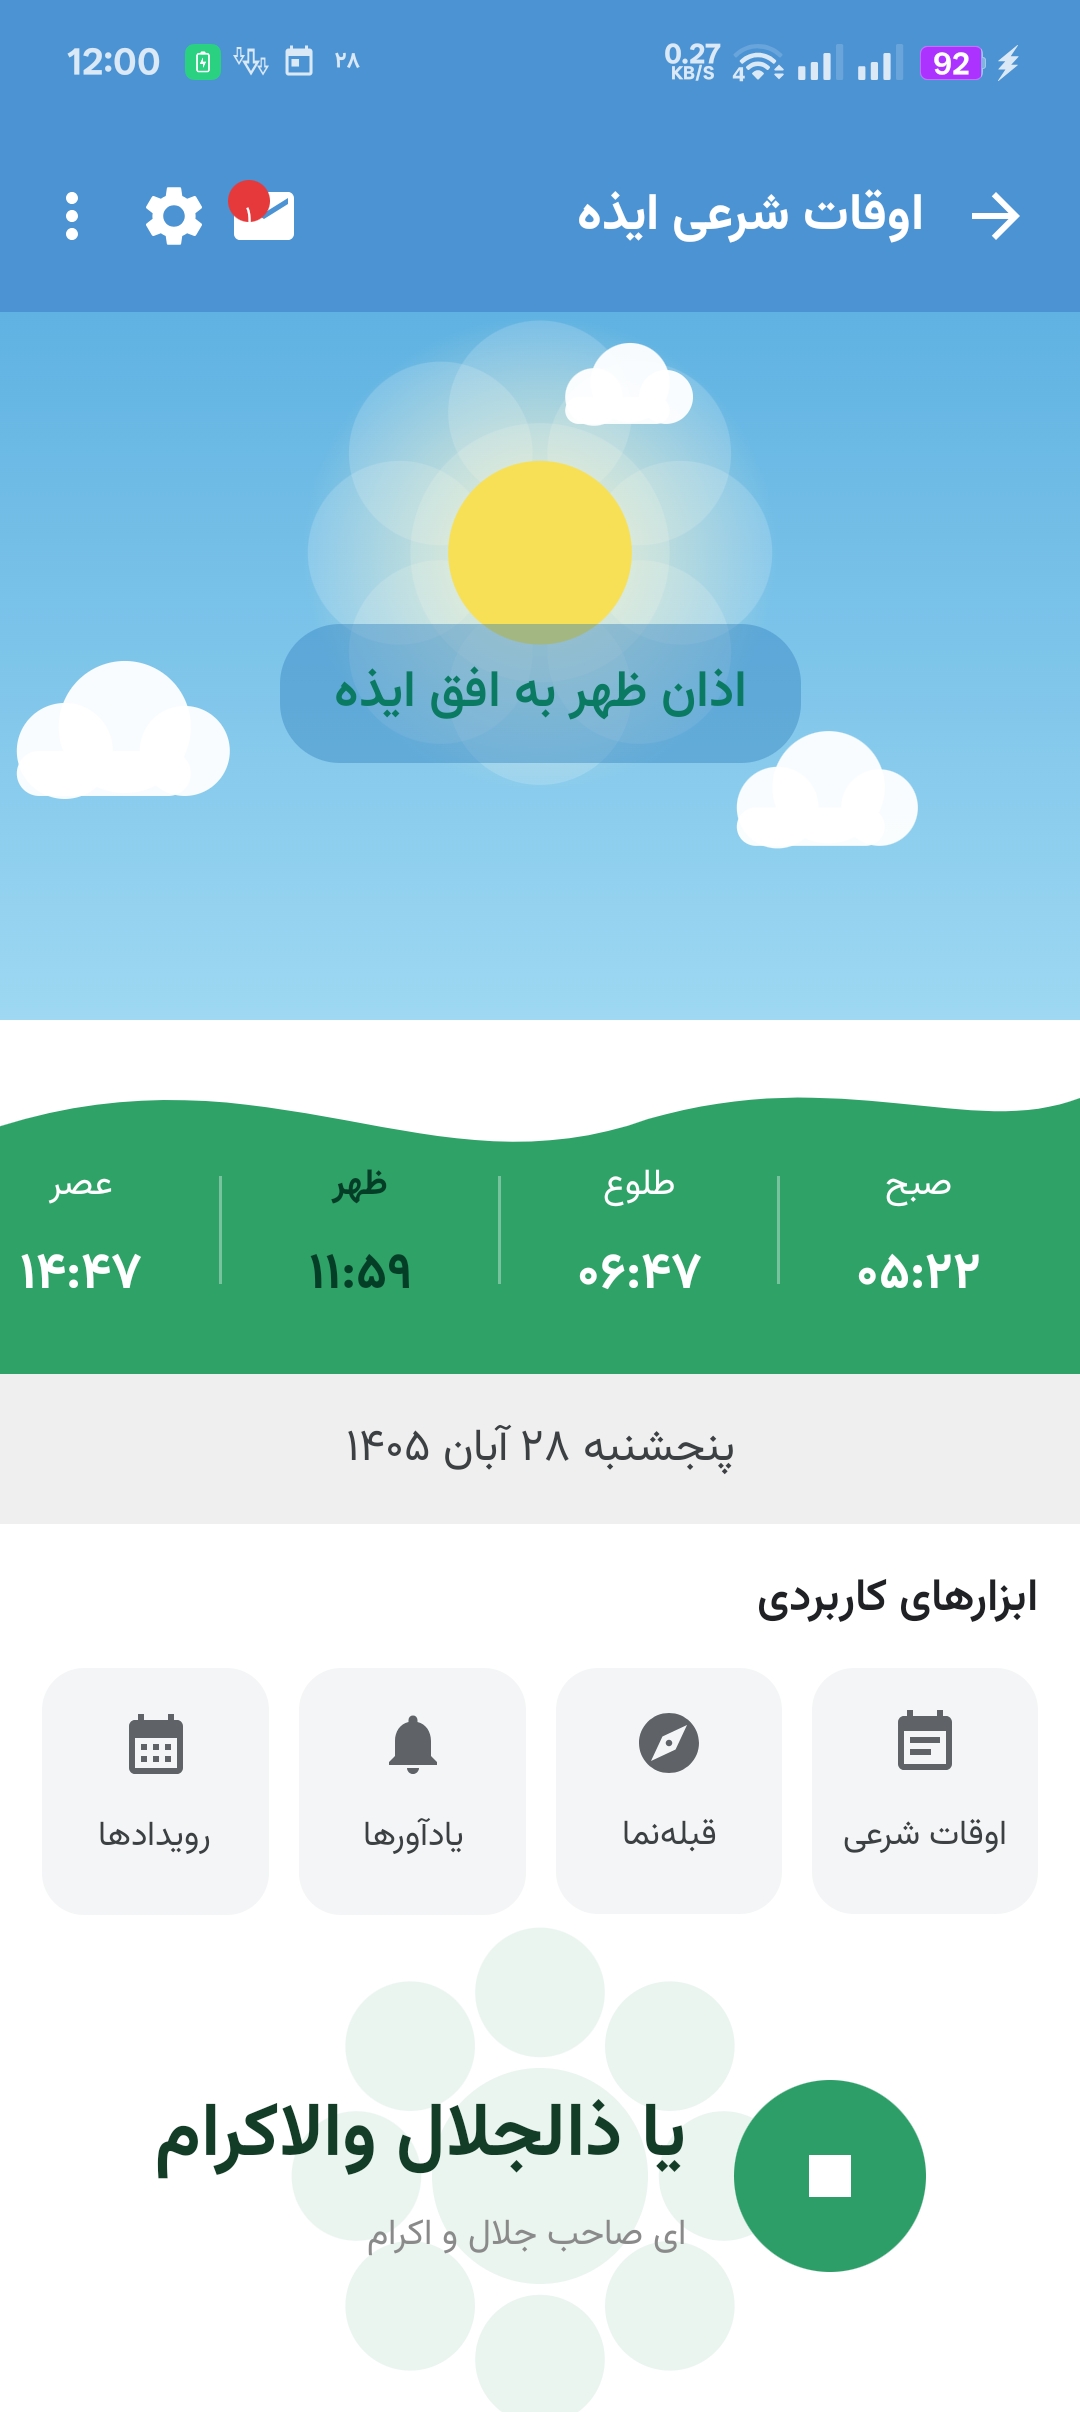 12:00 ۲۸ 0.27 KB/S 4 92
اوقات شرعی ایذه ۱
اذان ظهر به افق ایذه
صبح طلوع ظهر عصر
۰۵:۲۲ ۰۶:۴۷ ۱۱:۵۹ ۱۴:۴۷
پنجشنبه ۲۸ آبان ۱۴۰۵
ابزارهای کاربردی
اوقات شرعی قبله‌نما یادآورها رویدادها
یا ذالجلال والاکرام
ای صاحب جلال و اکرام